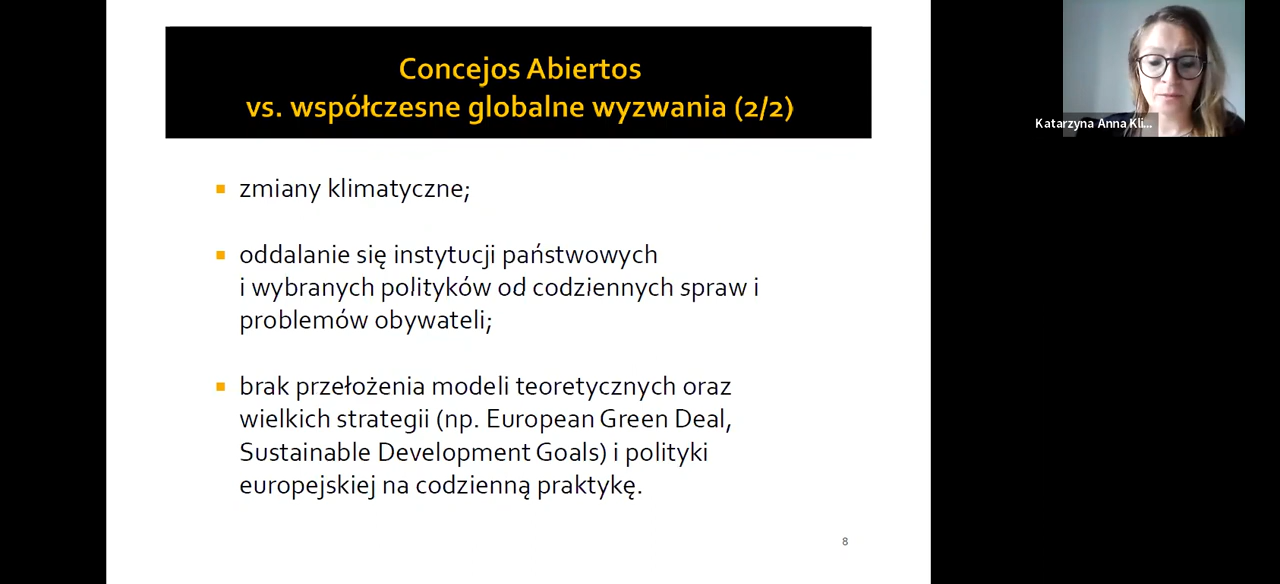 Concejos Abiertos
vs. współczesne globalne wyzwania (2/2)
Katarzyna Anna Kli...
▪ zmiany klimatyczne;
▪ oddalanie się instytucji państwowych
i wybranych polityków od codziennych spraw i
problemów obywateli;
▪ brak przełożenia modeli teoretycznych oraz
wielkich strategii (np. European Green Deal,
Sustainable Development Goals) i polityki
europejskiej na codzienną praktykę.
8